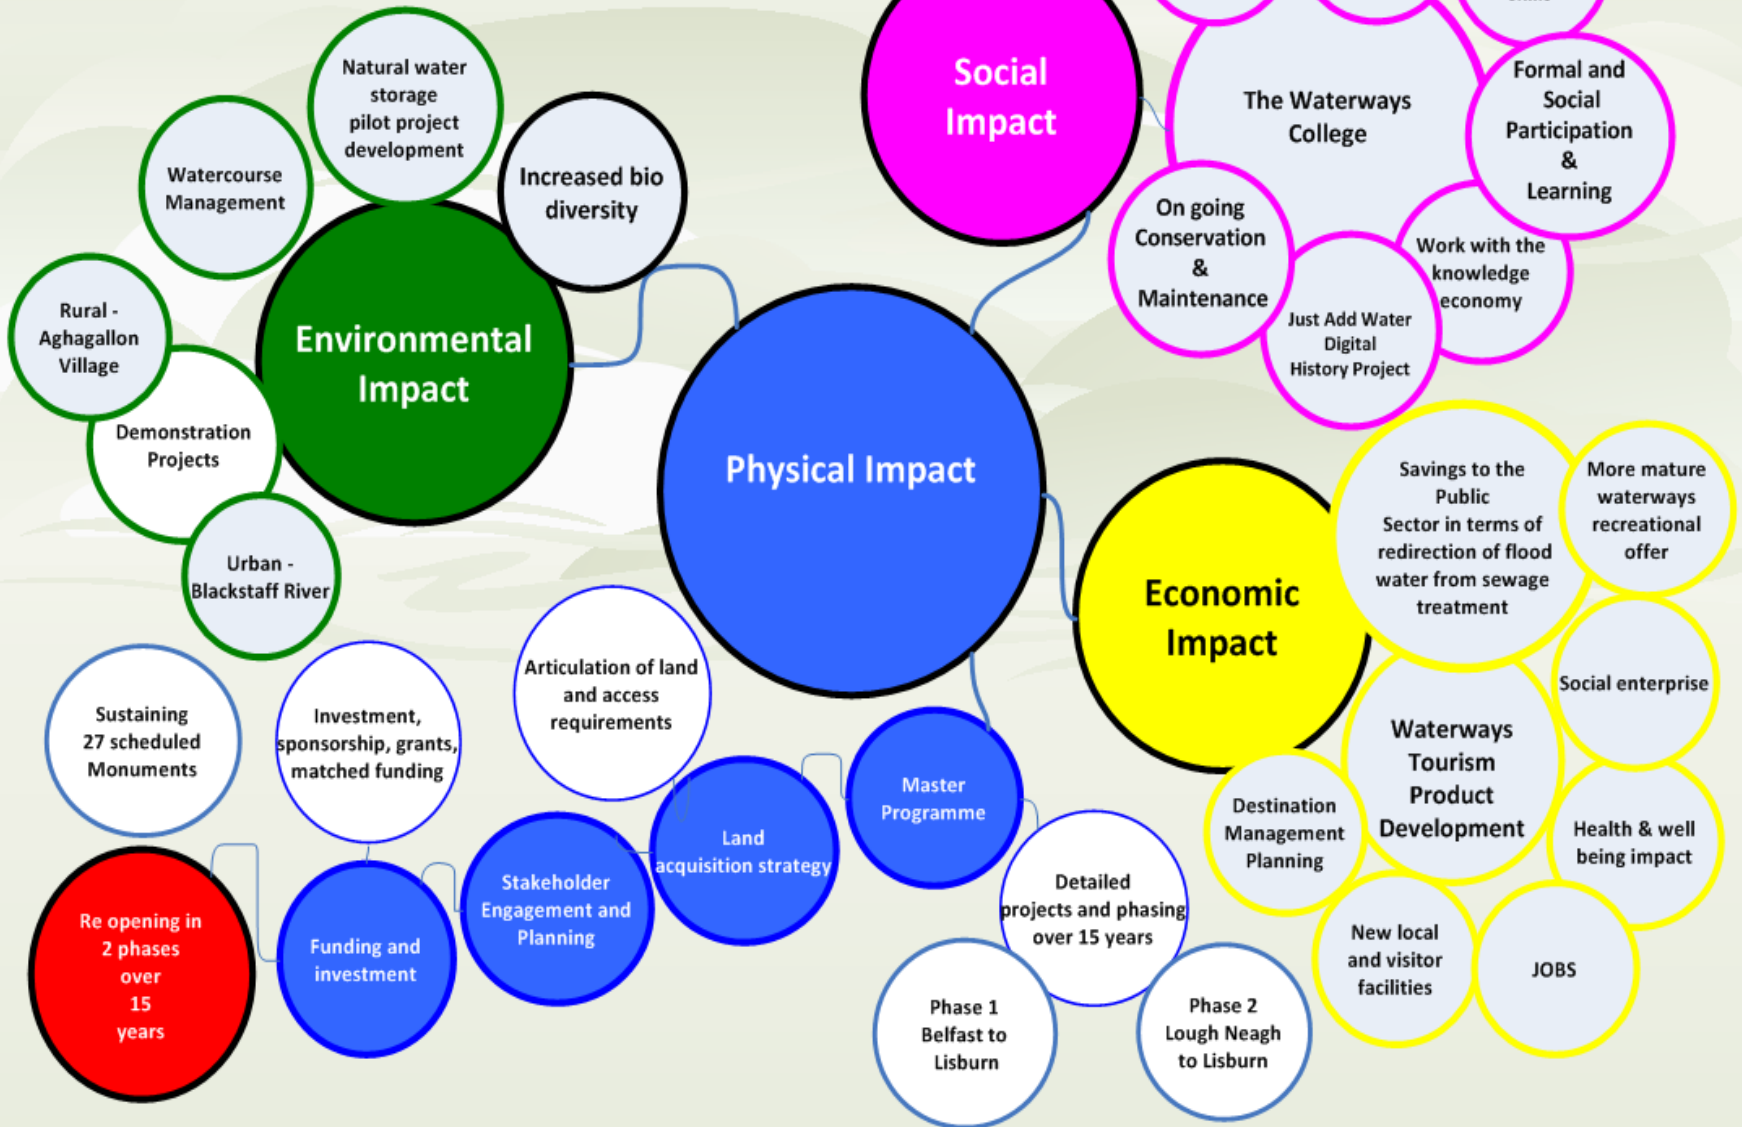 Natural water
storage
pilot project
development
Watercourse
Management
Increased bio
diversity
Rural -
Aghagallon
Village
Environmental
Impact
Demonstration
Projects
Urban -
Blackstaff River
Social
Impact
The Waterways
College
Formal and
Social
Participation
&
Learning
On going
Conservation
&
Maintenance
Work with the
knowledge
economy
Just Add Water
Digital
History Project
Physical Impact
Economic
Impact
Savings to the
Public
Sector in terms of
redirection of flood
water from sewage
treatment
More mature
waterways
recreational
offer
Social enterprise
Waterways
Tourism
Product
Development
Destination
Management
Planning
Health & well
being impact
New local
and visitor
facilities
JOBS
Sustaining
27 scheduled
Monuments
Investment,
sponsorship, grants,
matched funding
Articulation of land
and access
requirements
Master
Programme
Land
acquisition strategy
Stakeholder
Engagement and
Planning
Funding and
investment
Re opening in
2 phases
over
15
years
Detailed
projects and phasing
over 15 years
Phase 1
Belfast to
Lisburn
Phase 2
Lough Neagh
to Lisburn